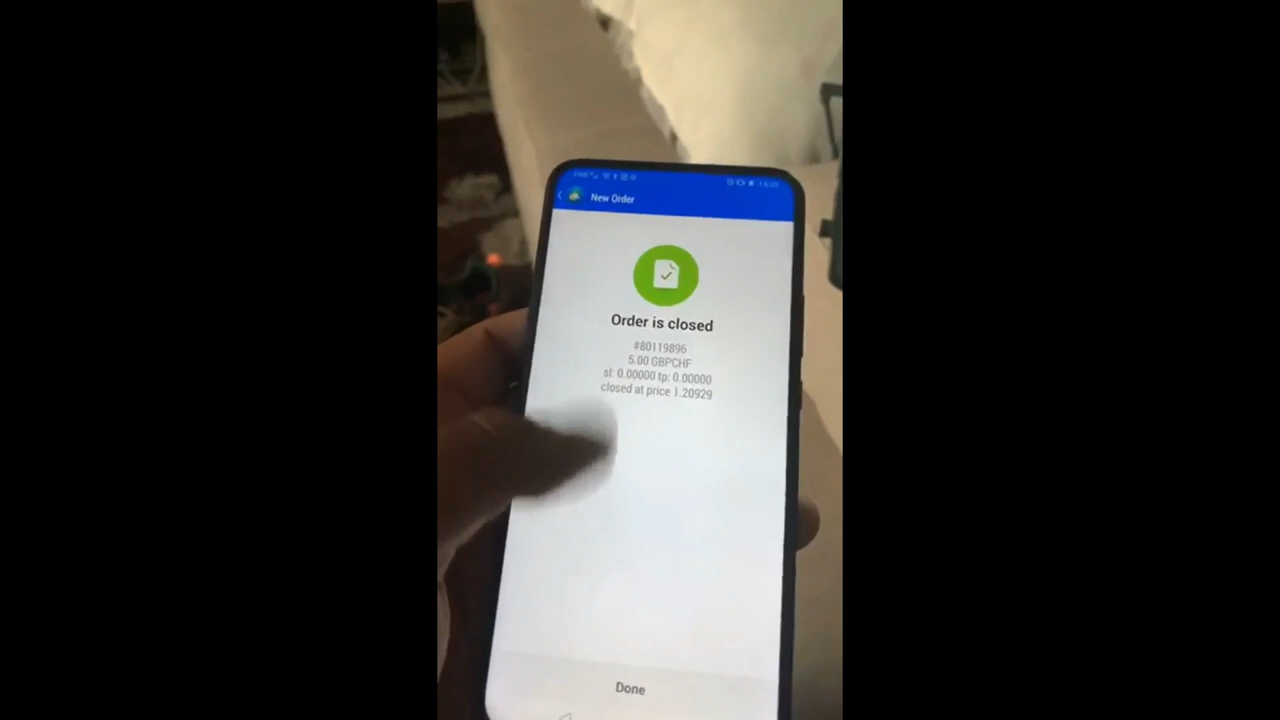 New Order
Order is closed
#80119896
5.00 GBPCHF
sl: 0.00000 tp: 0.00000
closed at price 1.20929
Done